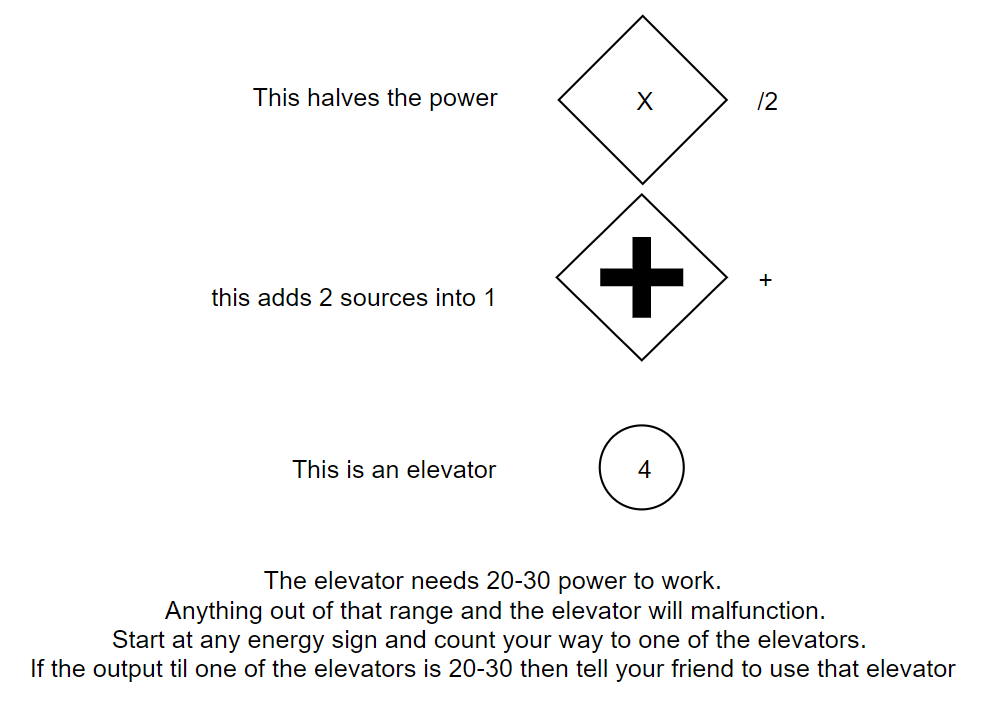 This halves the power X /2
this adds 2 sources into 1 +
This is an elevator 4
The elevator needs 20-30 power to work.
Anything out of that range and the elevator will malfunction.
Start at any energy sign and count your way to one of the elevators.
If the output til one of the elevators is 20-30 then tell your friend to use that elevator